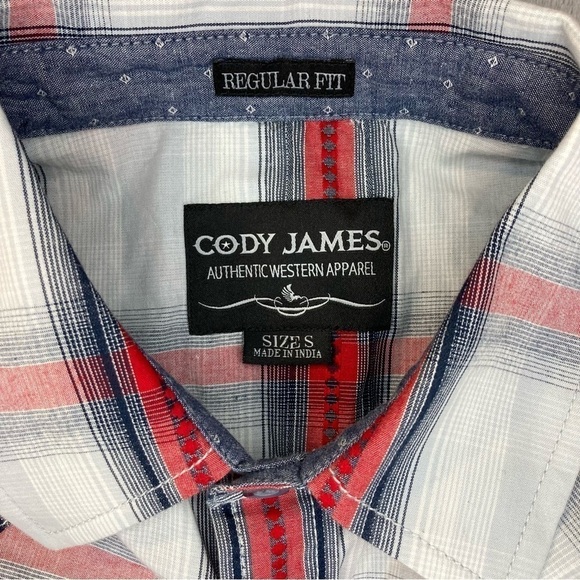 REGULAR FIT
CODY JAMES®
AUTHENTIC WESTERN APPAREL
SIZE S
MADE IN INDIA